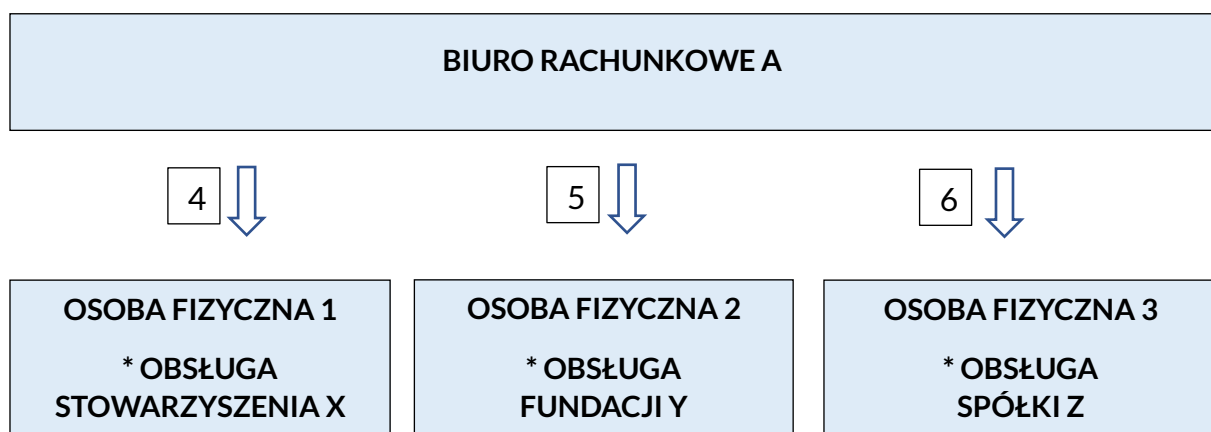 BIURO RACHUNKOWE A
4
5
6
OSOBA FIZYCZNA 1
* OBSŁUGA
STOWARZYSZENIA X
OSOBA FIZYCZNA 2
* OBSŁUGA
FUNDACJI Y
OSOBA FIZYCZNA 3
* OBSŁUGA
SPÓŁKI Z